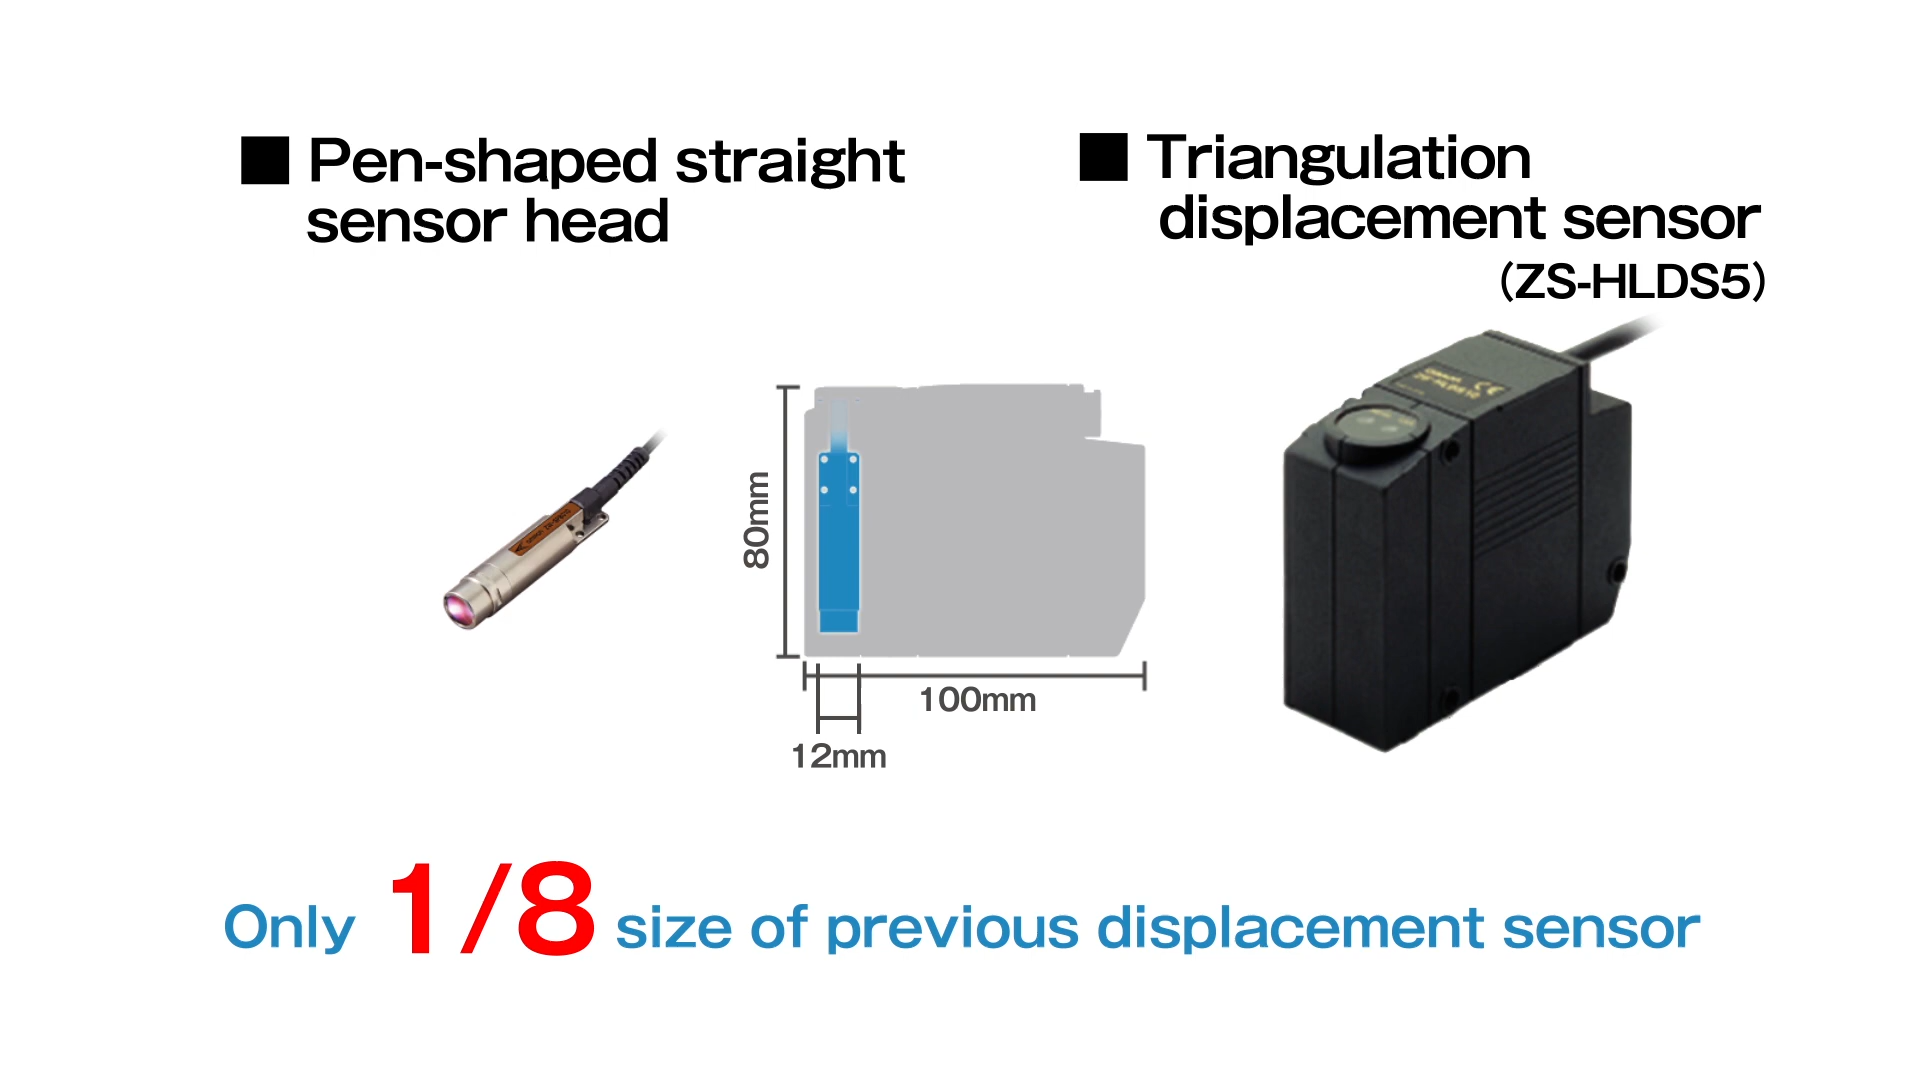 ■ Pen-shaped straight
sensor head
■ Triangulation
displacement sensor
(ZS-HLDS5)
80mm
100mm
12mm
Only 1/8 size of previous displacement sensor